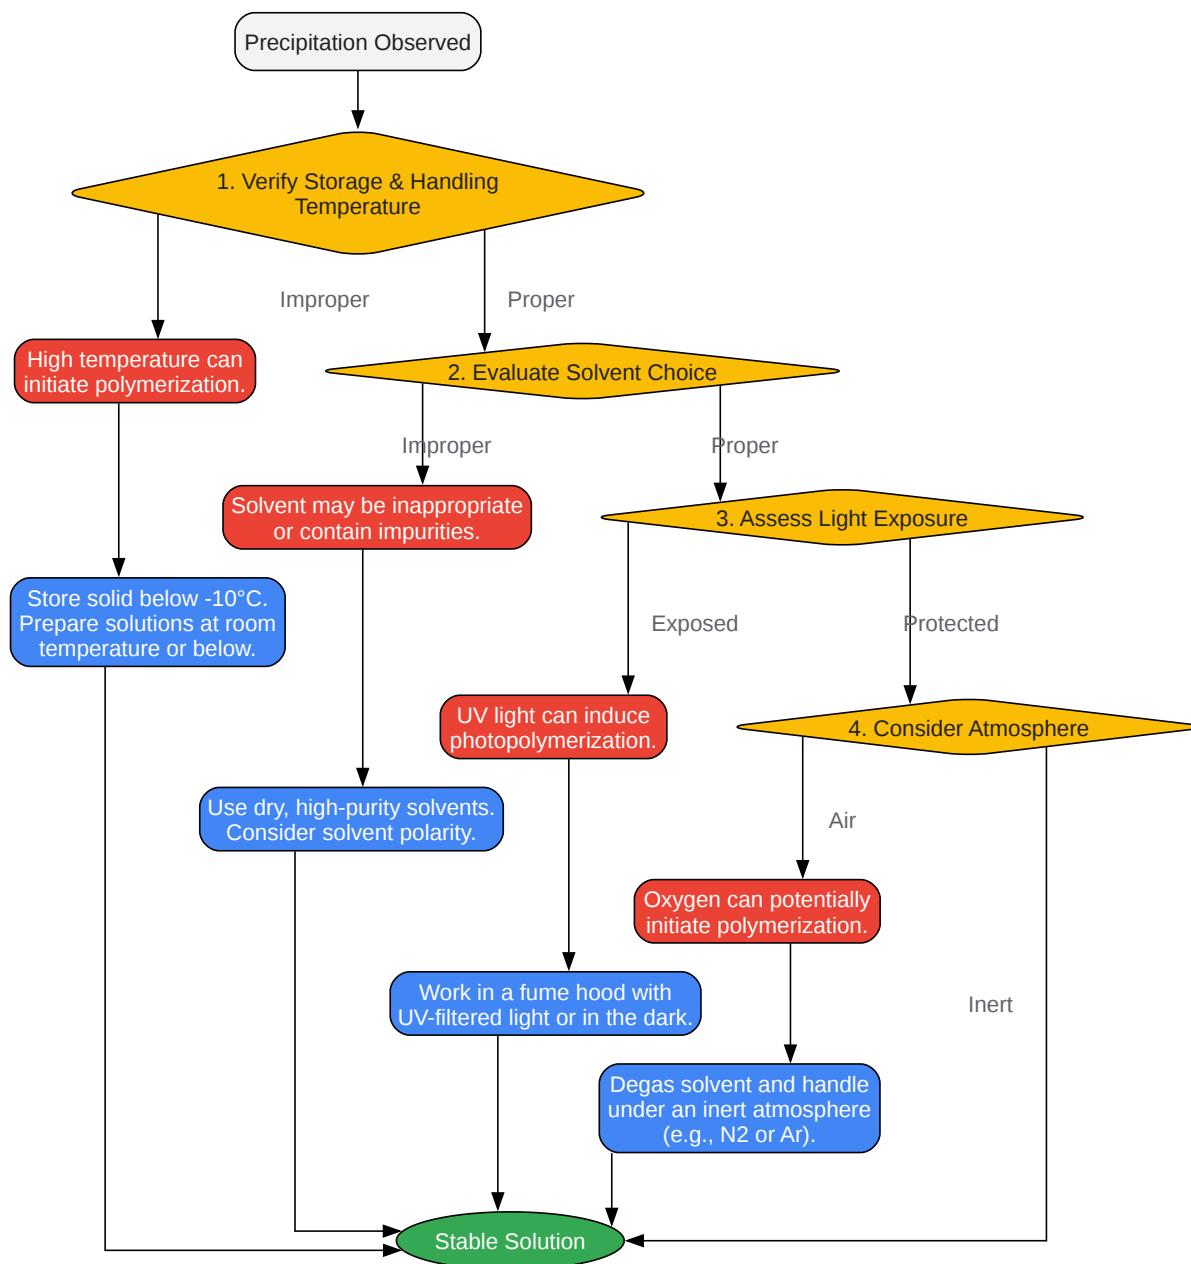 Precipitation Observed
1. Verify Storage & Handling
Temperature
Improper
Proper
High temperature can
initiate polymerization.
2. Evaluate Solvent Choice
Improper
Proper
Solvent may be inappropriate
or contain impurities.
3. Assess Light Exposure
Store solid below -10°C.
Prepare solutions at room
temperature or below.
Exposed
Protected
UV light can induce
photopolymerization.
4. Consider Atmosphere
Use dry, high-purity solvents.
Consider solvent polarity.
Air
Oxygen can potentially
initiate polymerization.
Work in a fume hood with
UV-filtered light or in the dark.
Inert
Degas solvent and handle
under an inert atmosphere
(e.g., N2 or Ar).
Stable Solution